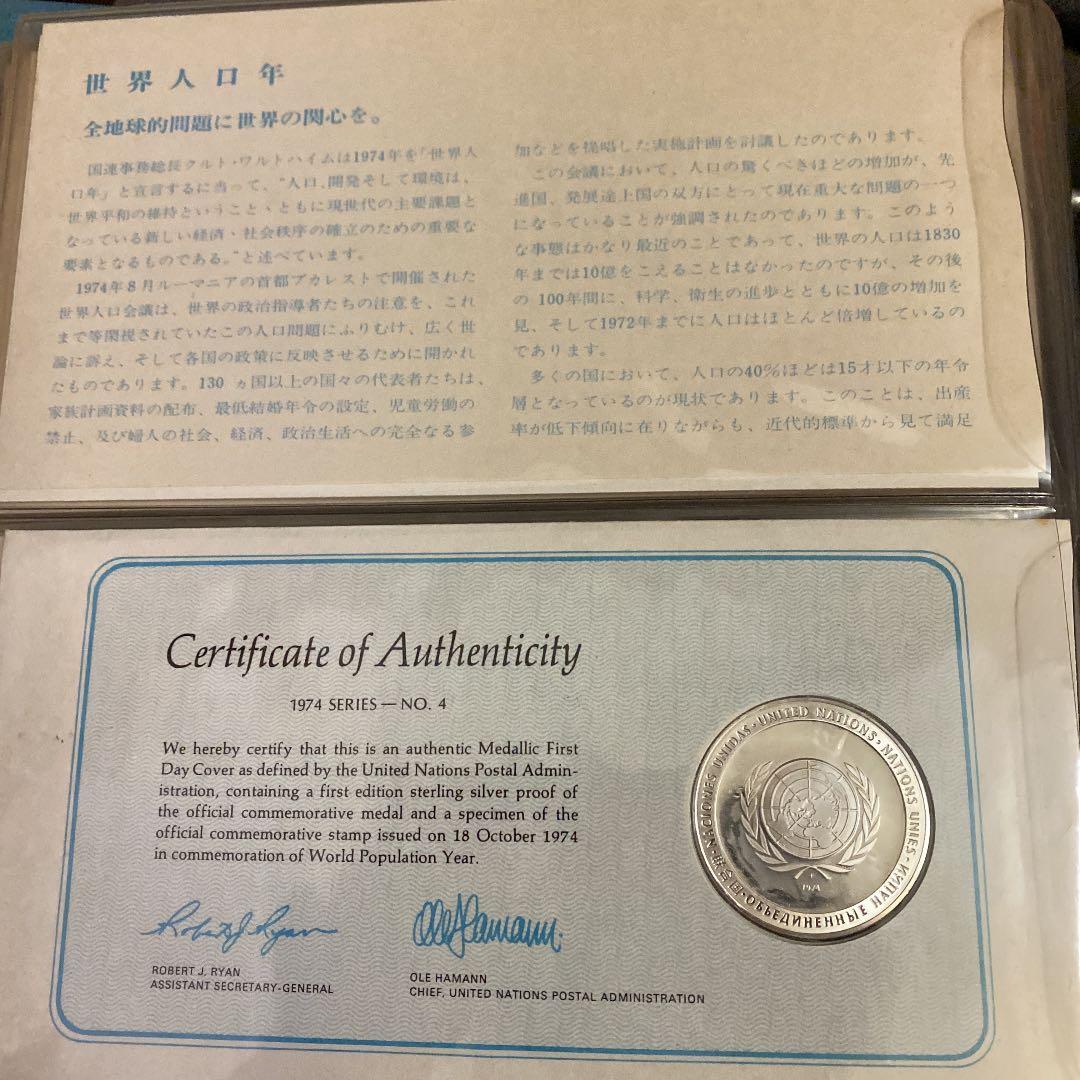 世界人口年
全地球的問題に世界の関心を。
国連事務総長クルト・ワルトハイムは1974年を「世界人
口年」と宣言するに当って、“人口、開発そして環境は、
世界平和の維持ということゝともに現世代の主要課題と
なっている新しい経済・社会秩序の確立のための重要な
要素となるものである。”と述べています。
1974年8月ルーマニアの首都ブカレストで開催された
世界人口会議は、世界の政治指導者たちの注意を、これ
まで等閑視されていたこの人口問題にふりむけ、広く世
論に訴え、そして各国の政策に反映させるために開かれ
たものであります。130ヵ国以上の国々の代表者たちは、
家族計画資料の配布、最低結婚年令の設定、児童労働の
禁止、及び婦人の社会、経済、政治生活への完全なる参
加などを提唱した実施計画を討議したのであります。
この会議において、人口の驚くべきほどの増加が、先
進国、発展途上国の双方にとって現在重大な問題の一つ
になっていることが強調されたのであります。このよう
な事態はかなり最近のことであって、世界の人口は1830
年までは10億をこえることはなかったのですが、その後
の100年間に、科学、衛生の進歩とともに10億の増加を
見、そして1972年までに人口はほとんど倍増しているの
であります。
多くの国において、人口の40%ほどは15才以下の年令
層となっているのが現状であります。このことは、出産
率が低下傾向に在りながらも、近代的標準から見て満足
Certificate of Authenticity
1974 SERIES — NO. 4
We hereby certify that this is an authentic Medallic First
Day Cover as defined by the United Nations Postal Admin-
istration, containing a first edition sterling silver proof of
the official commemorative medal and a specimen of the
official commemorative stamp issued on 18 October 1974
in commemoration of World Population Year.
Robert J. Ryan
ROBERT J. RYAN
ASSISTANT SECRETARY-GENERAL
Ole Hamann
OLE HAMANN
CHIEF, UNITED NATIONS POSTAL ADMINISTRATION
UNITED NATIONS · NATIONS UNIES · ОБЪЕДИНЕННЫЕ НАЦИИ · 联合国 · NACIONES UNIDAS ·
1974